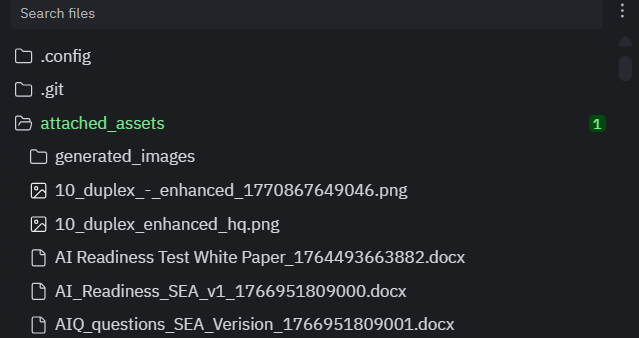 Search files
.config
.git
attached_assets 1
generated_images
10_duplex_-_enhanced_1770867649046.png
10_duplex_enhanced_hq.png
AI Readiness Test White Paper_1764493663882.docx
AI_Readiness_SEA_v1_1766951809000.docx
AIQ_questions_SEA_Verision_1766951809001.docx